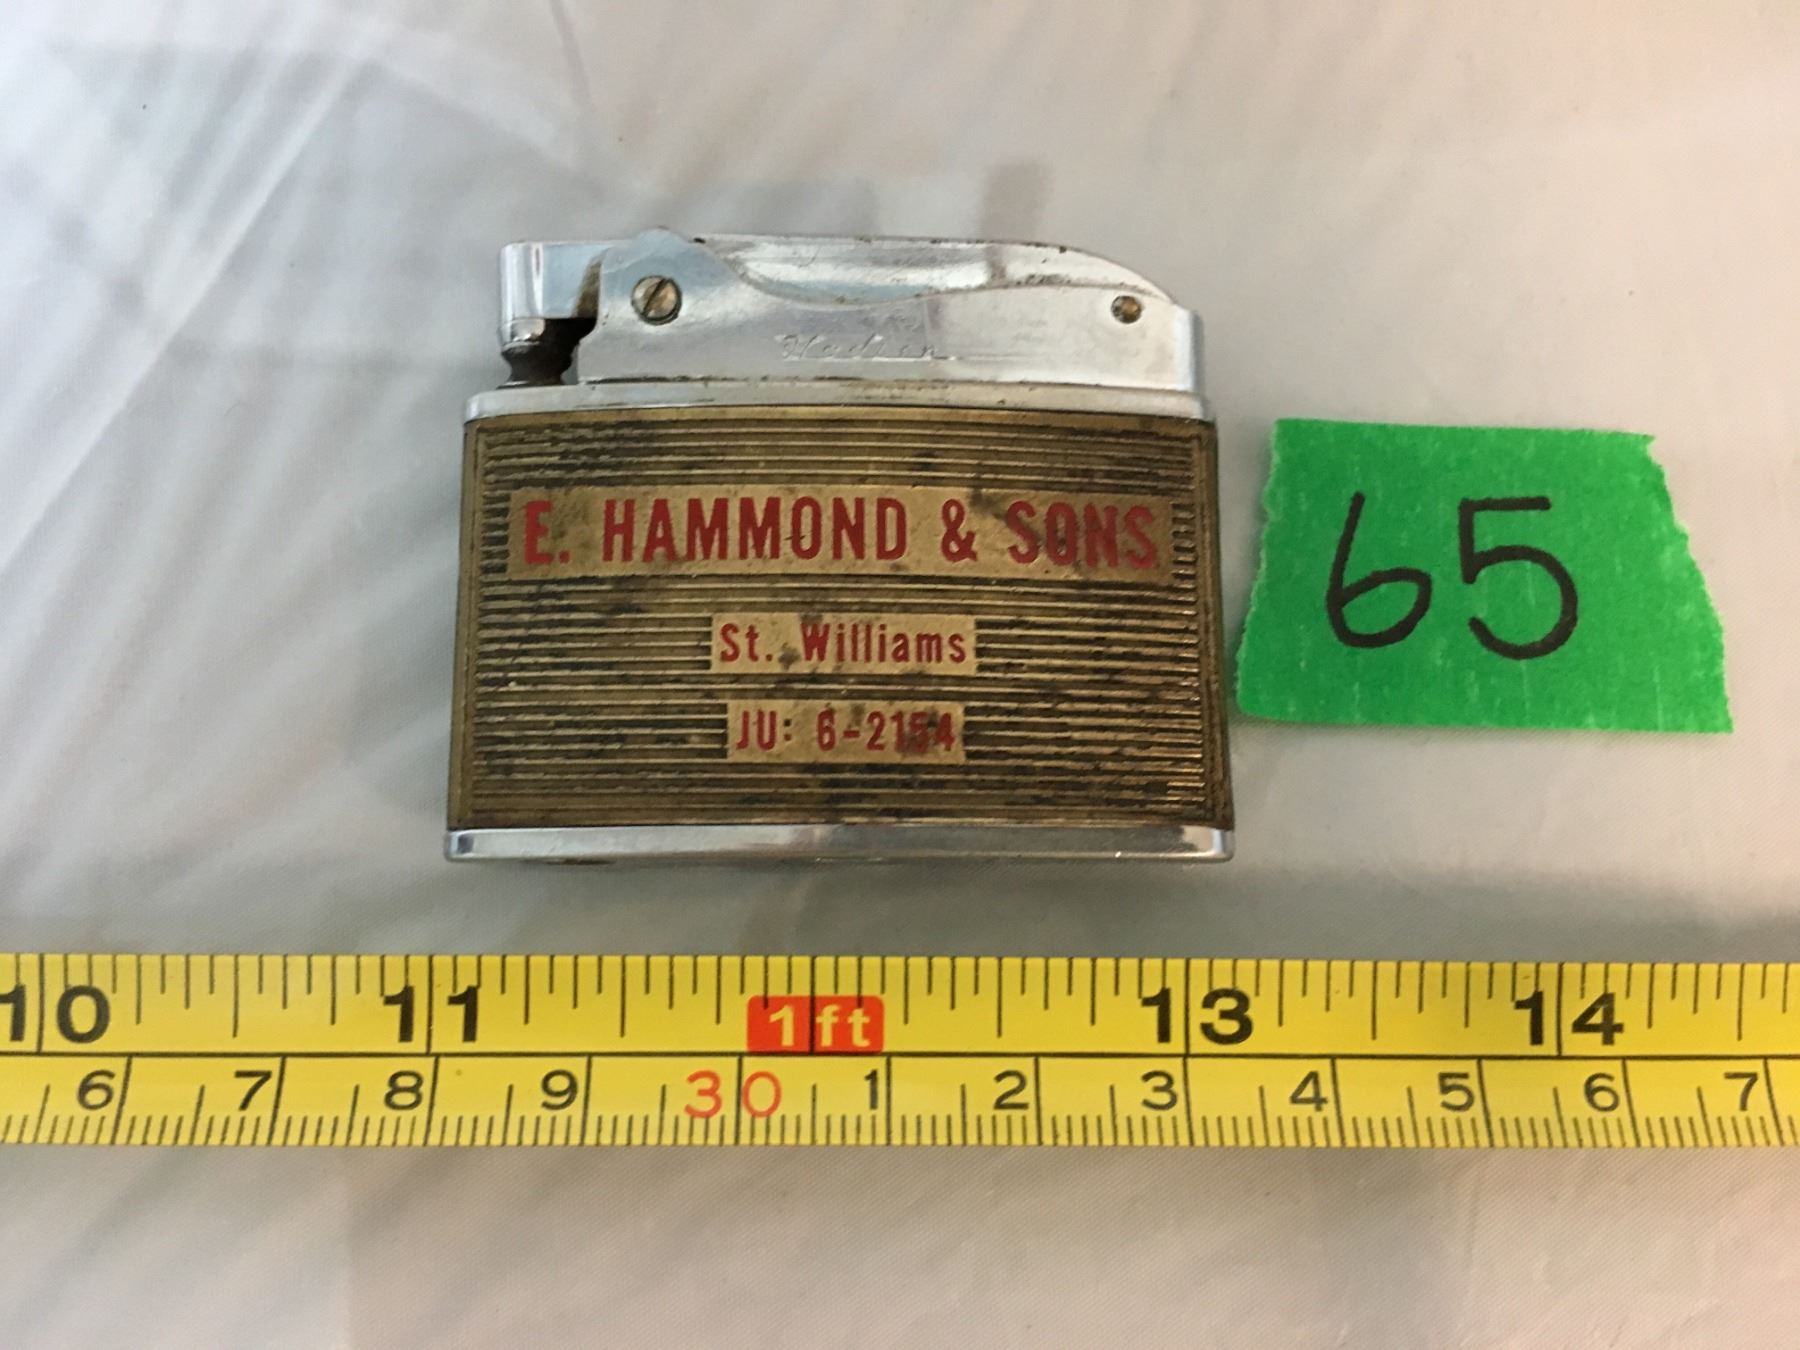 Hadson
E. HAMMOND & SONS
St. Williams
JU: 6-2154
65
10 11 1ft 13 14
6 7 8 9 30 1 2 3 4 5 6 7